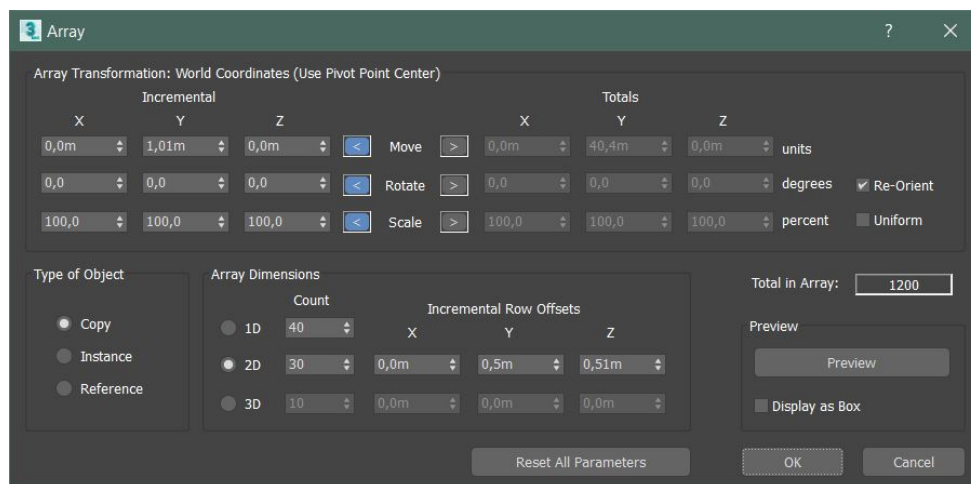 3 Array ? ×
Array Transformation: World Coordinates (Use Pivot Point Center)
Incremental Totals
X Y Z X Y Z
0,0m 1,01m 0,0m < Move > 0,0m 40,4m 0,0m units
0,0 0,0 0,0 < Rotate > 0,0 0,0 0,0 degrees Re-Orient
100,0 100,0 100,0 < Scale > 100,0 100,0 100,0 percent Uniform
Type of Object
Copy
Instance
Reference
Array Dimensions
Count
Incremental Row Offsets
X Y Z
1D 40
2D 30 0,0m 0,5m 0,51m
3D 10 0,0m 0,0m 0,0m
Total in Array: 1200
Preview
Preview
Display as Box
Reset All Parameters OK Cancel